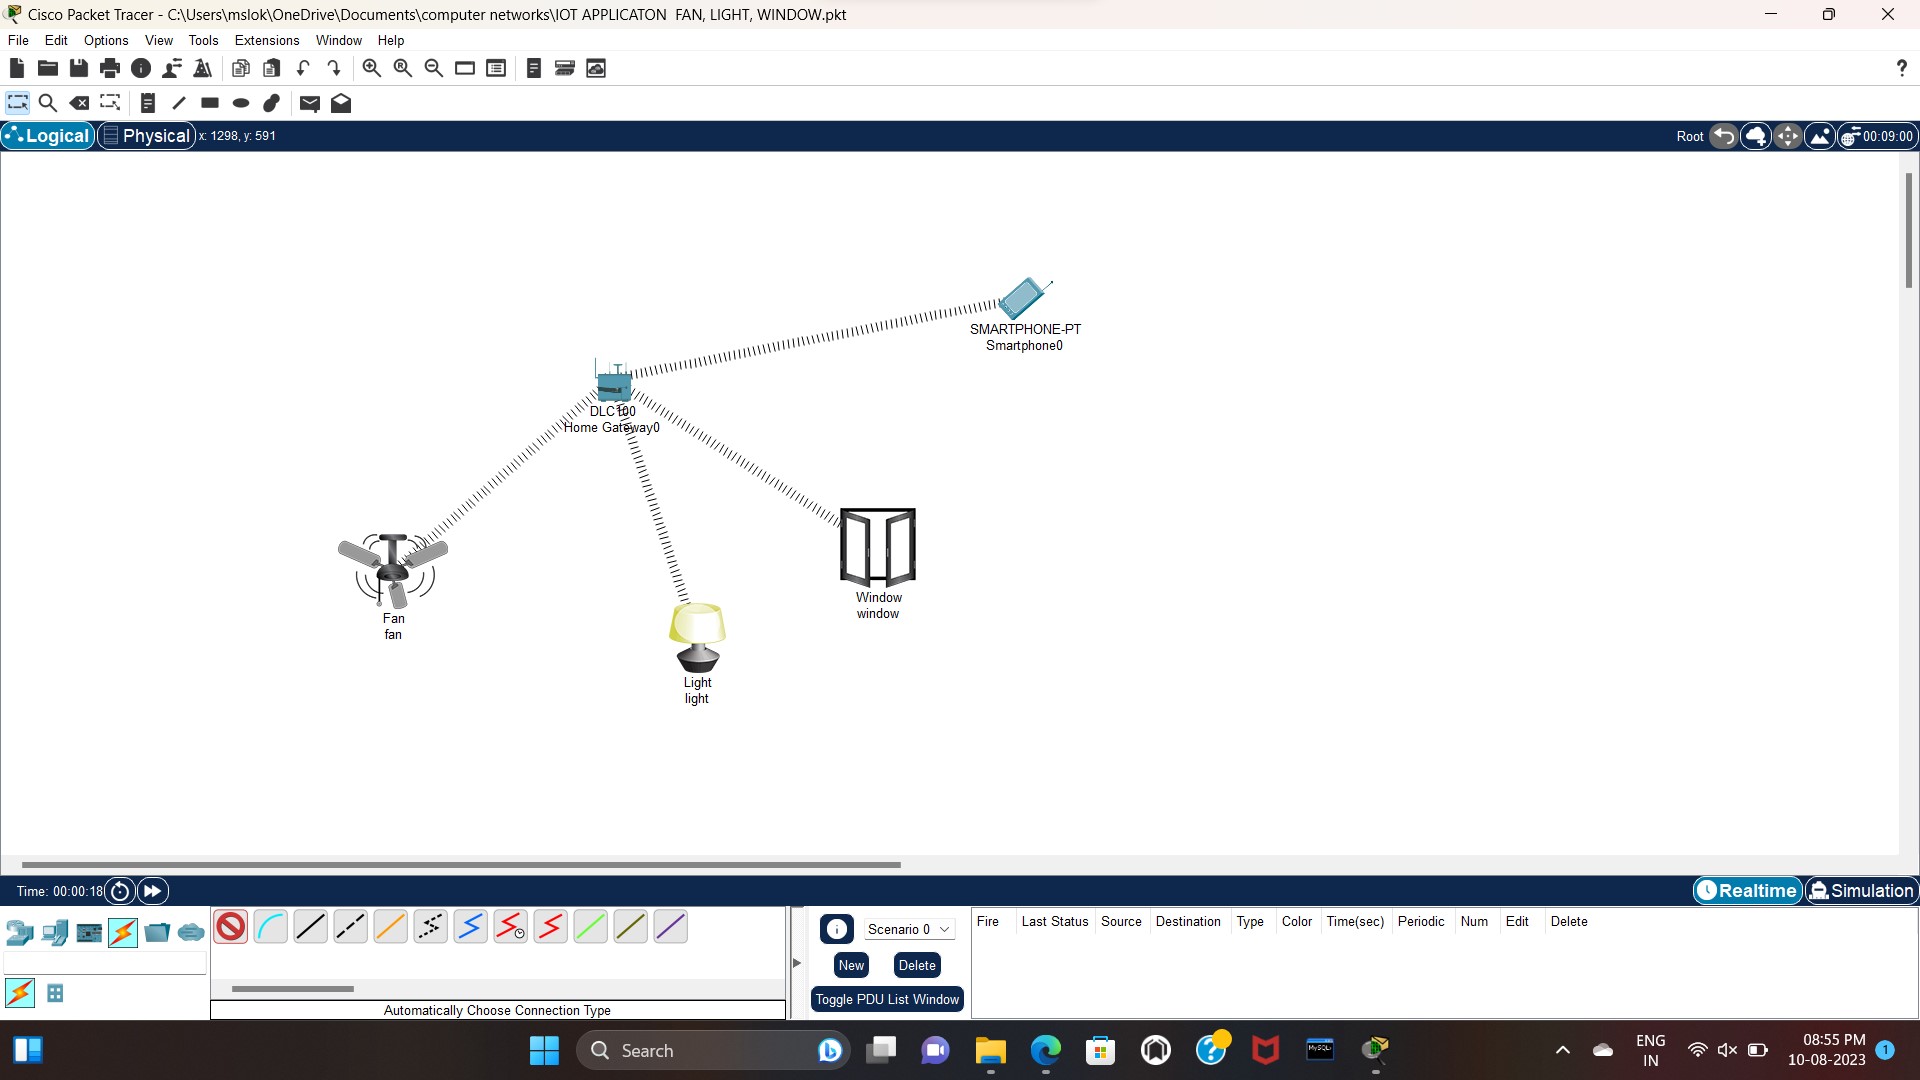 Cisco Packet Tracer - C:\Users\mslok\OneDrive\Documents\computer networks\IOT APPLICATON  FAN, LIGHT, WINDOW.pkt
File Edit Options View Tools Extensions Window Help
?
Logical Physical x: 1298, y: 591 Root 00:09:00
SMARTPHONE-PT
Smartphone0
DLC100
Home Gateway0
Window
window
Fan
fan
Light
light
Time: 00:00:18 Realtime Simulation
Scenario 0
New Delete
Toggle PDU List Window
Fire Last Status Source Destination Type Color Time(sec) Periodic Num Edit Delete
Automatically Choose Connection Type
Search
MySQL
ENG
IN
08:55 PM
10-08-2023
1